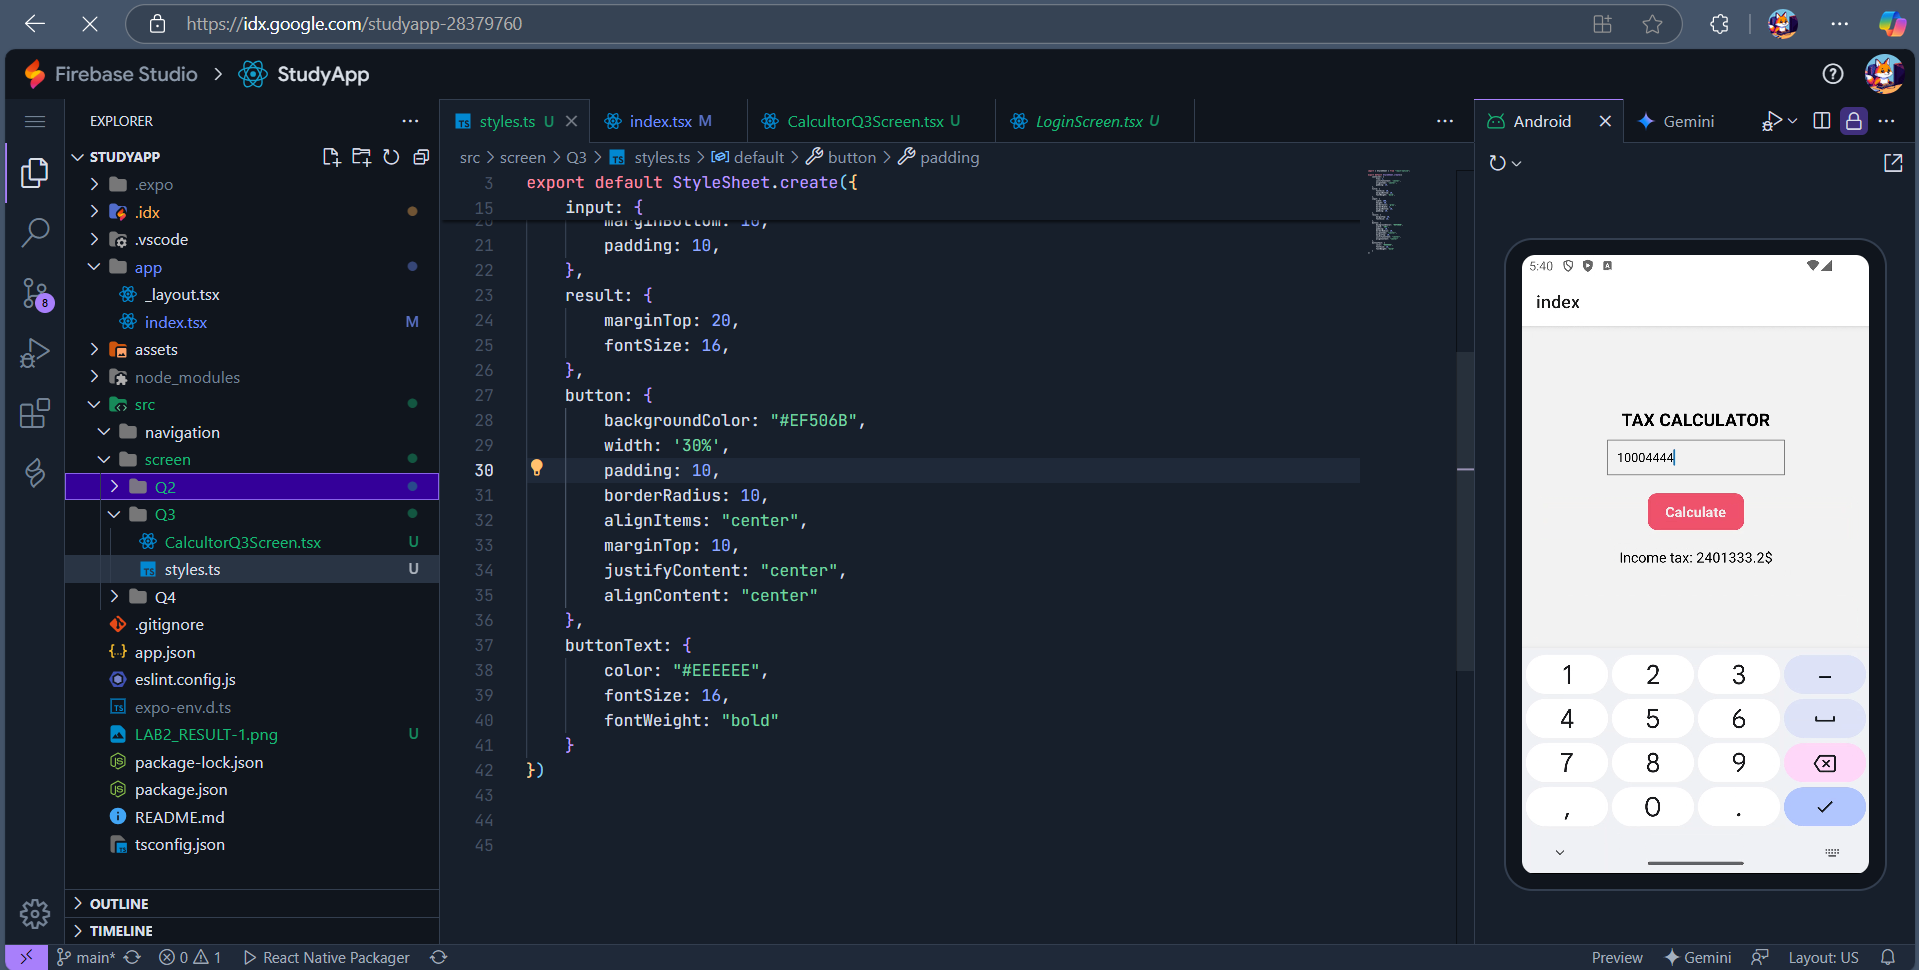 https://idx.google.com/studyapp-28379760
Firebase Studio > StudyApp
EXPLORER
STUDYAPP
.expo
.idx
.vscode
app
_layout.tsx
index.tsx M
assets
node_modules
src
navigation
screen
Q2
Q3
CalcultorQ3Screen.tsx U
styles.ts U
Q4
.gitignore
app.json
eslint.config.js
expo-env.d.ts
LAB2_RESULT-1.png U
package-lock.json
package.json
README.md
tsconfig.json
OUTLINE
TIMELINE
8
styles.ts U
index.tsx M
CalcultorQ3Screen.tsx U
LoginScreen.tsx U
src > screen > Q3 > styles.ts > default > button > padding
3 export default StyleSheet.create({
15 input: {
20 marginBottom: 10,
21 padding: 10,
22 },
23 result: {
24 marginTop: 20,
25 fontSize: 16,
26 },
27 button: {
28 backgroundColor: "#EF506B",
29 width: '30%',
30 padding: 10,
31 borderRadius: 10,
32 alignItems: "center",
33 marginTop: 10,
34 justifyContent: "center",
35 alignContent: "center"
36 },
37 buttonText: {
38 color: "#EEEEEE",
39 fontSize: 16,
40 fontWeight: "bold"
41 }
42 })
43
44
45
Android
Gemini
5:40
index
TAX CALCULATOR
10004444
Calculate
Income tax: 2401333.2$
1 2 3 –
4 5 6
7 8 9
, 0 .
main* 0 1 React Native Packager
Preview Gemini Layout: US